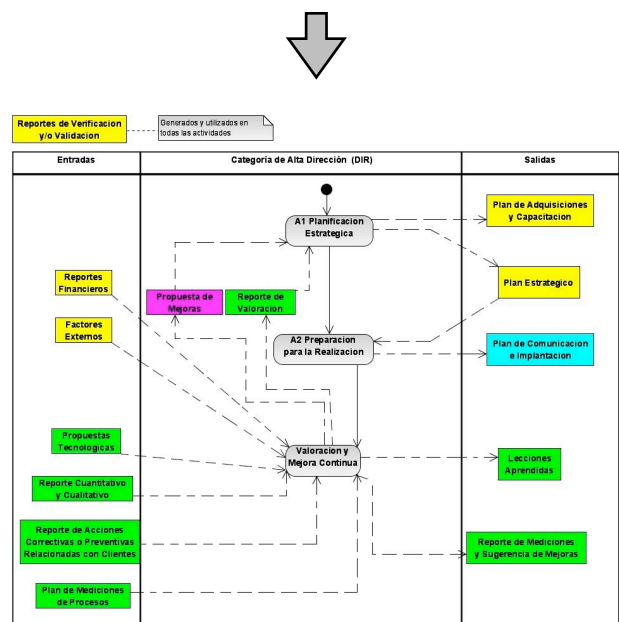 Reportes de Verificacion
y/o Validacion
Generados y utilizados en
todas las actividades
Entradas
Categoría de Alta Dirección (DIR)
Salidas
A1 Planificacion
Estrategica
Plan de Adquisiciones
y Capacitacion
Reportes
Financieros
Propuesta de
Mejoras
Reporte de
Valoracion
Plan Estrategico
Factores
Externos
A2 Preparacion
para la Realizacion
Plan de Comunicacion
e Implantacion
Propuestas
Tecnologicas
Valoracion y
Mejora Continua
Lecciones
Aprendidas
Reporte Cuantitativo
y Cualitativo
Reporte de Acciones
Correctivas o Preventivas
Relacionadas con Clientes
Reporte de Mediciones
y Sugerencia de Mejoras
Plan de Mediciones
de Procesos